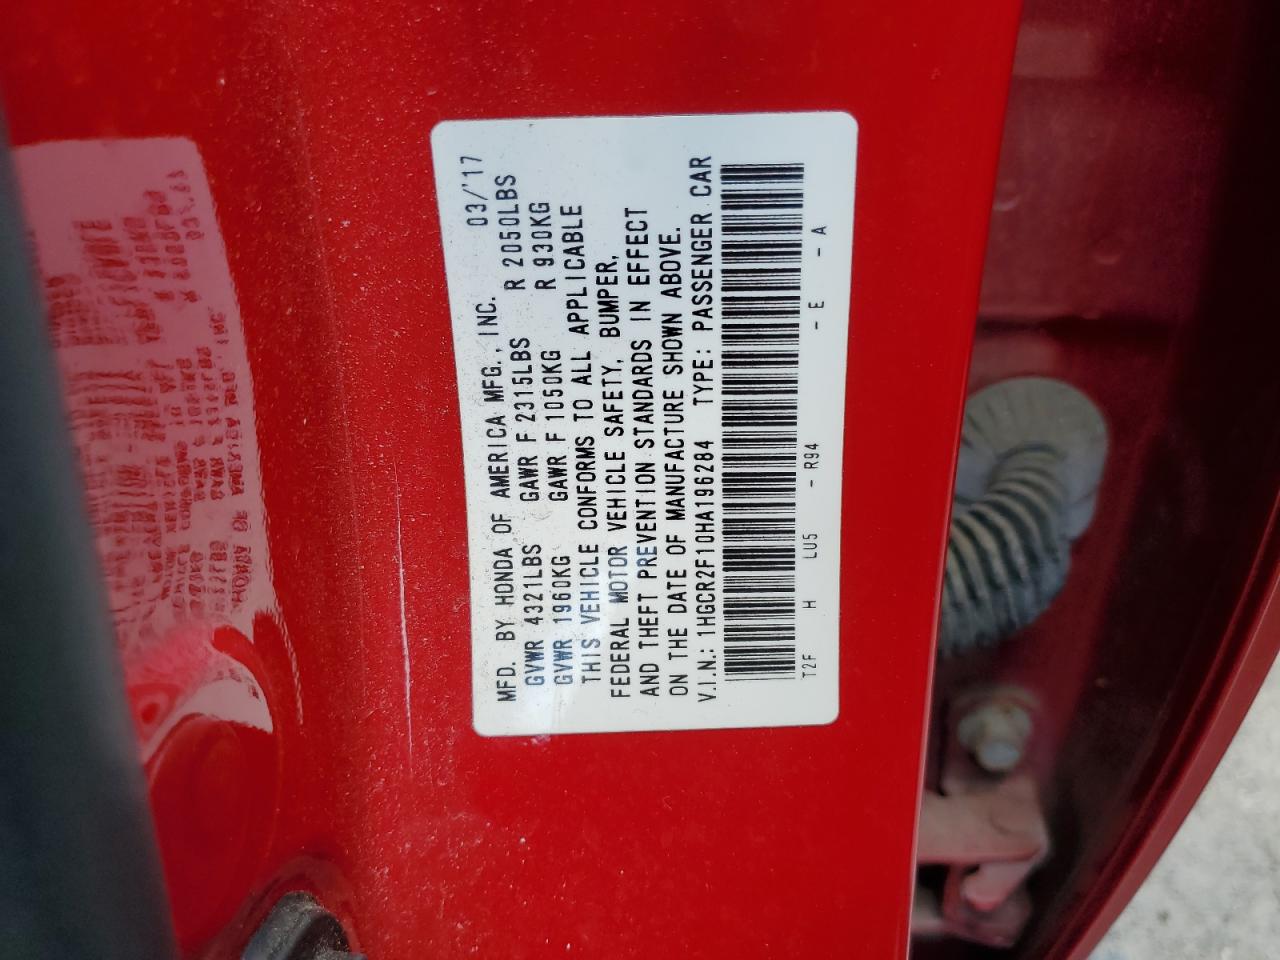 MFD. BY HONDA OF AMERICA MFG., INC. 03/'17
GVWR 4321LBS GAWR F 2315LBS R 2050LBS
GVWR 1960KG GAWR F 1050KG R 930KG
THIS VEHICLE CONFORMS TO ALL APPLICABLE
FEDERAL MOTOR VEHICLE SAFETY, BUMPER,
AND THEFT PREVENTION STANDARDS IN EFFECT
ON THE DATE OF MANUFACTURE SHOWN ABOVE.
V.I.N.: 1HGCR2F10HA196284 TYPE: PASSENGER CAR
T2F H LU5 - R94 - E - A